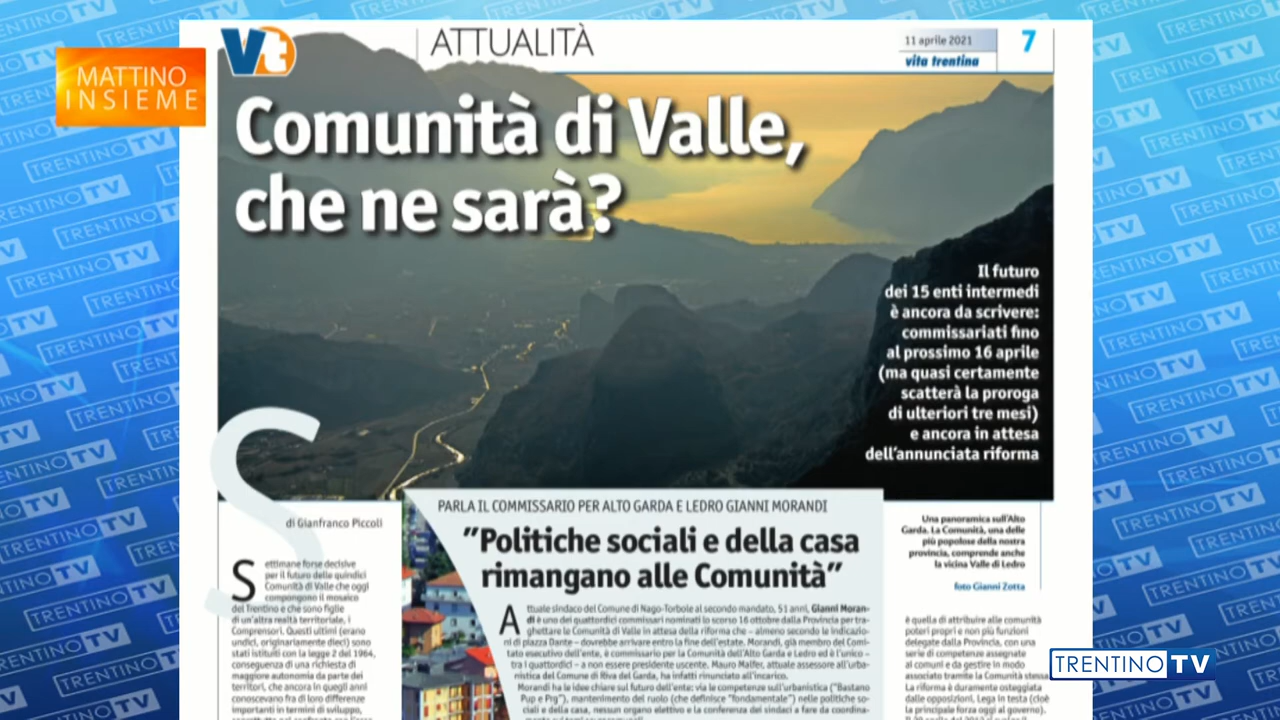 MATTINO
INSIEME
Vt
ATTUALITÀ
11 aprile 2021
vita trentina
7
Comunità di Valle,
che ne sarà?
Il futuro
dei 15 enti intermedi
è ancora da scrivere:
commissariati fino
al prossimo 16 aprile
(ma quasi certamente
scatterà la proroga
di ulteriori tre mesi)
e ancora in attesa
dell'annunciata riforma
S
di Gianfranco Piccoli
Settimane forse decisive
per il futuro delle quindici
Comunità di Valle che oggi
compongono il mosaico
del Trentino e che sono figlie
di un'altra realtà territoriale, i
Comprensori. Questi ultimi (erano
undici, originariamente dieci) sono
stati istituiti con la legge 2 del 1964,
conseguenza di una richiesta di
maggiore autonomia da parte dei
territori, che ancora in quegli anni
conoscevano fra di loro differenze
importanti in termini di sviluppo,
PARLA IL COMMISSARIO PER ALTO GARDA E LEDRO GIANNI MORANDI
"Politiche sociali e della casa
rimangano alle Comunità"
Attuale sindaco del Comune di Nago-Torbole al secondo mandato, 51 anni, Gianni Moran-
di è uno dei quattordici commissari nominati lo scorso 16 ottobre dalla Provincia per tra-
ghettare le Comunità di Valle in attesa della riforma che – almeno secondo le indicazio-
ni di piazza Dante – dovrebbe arrivare entro la fine dell'estate. Morandi, già membro del Comi-
tato esecutivo dell'ente, è commissario per la Comunità dell'Alto Garda e Ledro ed è l'unico –
tra i quattordici – a non essere presidente uscente. Mauro Malfer, attuale assessore all'urba-
nistica del Comune di Riva del Garda, ha infatti rinunciato all'incarico.
Morandi ha le idee chiare sul futuro dell'ente: via le competenze sull'urbanistica ("Bastano
Pup e Prg"), mantenimento del ruolo (che definisce "fondamentale") nelle politiche so-
ciali e della casa, nessun organo elettivo e la conferenza dei sindaci a fare da coordina-
Una panoramica sull'Alto
Garda. La Comunità, una delle
più popolose della nostra
provincia, comprende anche
la vicina Valle di Ledro
foto Gianni Zotta
è quella di attribuire alle comunità
poteri propri e non più funzioni
delegate dalla Provincia, con una
serie di competenze assegnate
ai comuni e da gestire in modo
associato tramite la Comunità stessa.
La riforma è duramente osteggiata
dalle opposizioni, Lega in testa (cioè
la principale forza oggi al governo).
TRENTINO TV